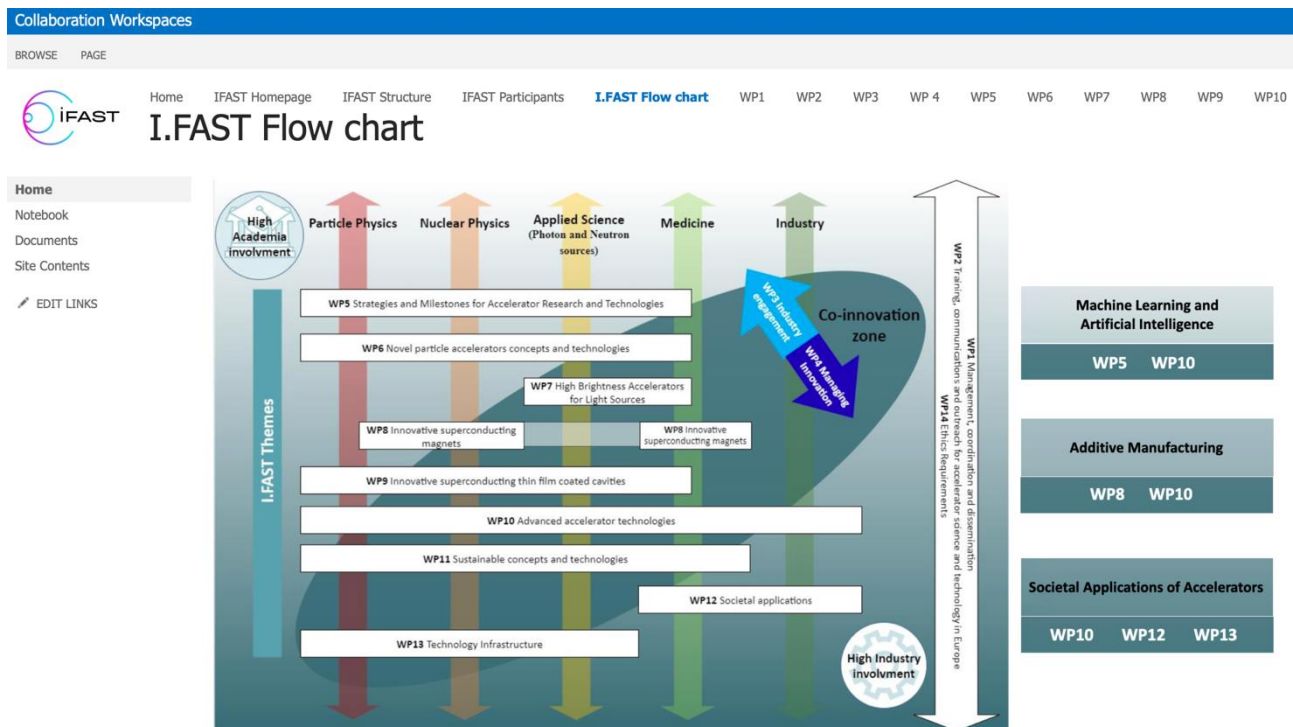 Collaboration Workspaces
BROWSE PAGE
iFAST
Home IFAST Homepage IFAST Structure IFAST Participants I.FAST Flow chart WP1 WP2 WP3 WP 4 WP5 WP6 WP7 WP8 WP9 WP10
I.FAST Flow chart
Home
Notebook
Documents
Site Contents
EDIT LINKS
High
Academia
involvment
Particle Physics
Nuclear Physics
Applied Science
(Photon and Neutron
sources)
Medicine
Industry
I.FAST Themes
WP5 Strategies and Milestones for Accelerator Research and Technologies
WP6 Novel particle accelerators concepts and technologies
WP7 High Brightness Accelerators
for Light Sources
WP8 Innovative superconducting
magnets
WP8 Innovative
superconducting magnets
WP9 Innovative superconducting thin film coated cavities
WP10 Advanced accelerator technologies
WP11 Sustainable concepts and technologies
WP12 Societal applications
WP13 Technology Infrastructure
WP3 Industry
engagement
WP4 Managing
Innovation
Co-innovation
zone
High Industry
involvment
WP1 Management, coordination and dissemination
WP2 Training, communications and outreach for accelerator science and technology in Europe
WP14 Ethics Requirements
Machine Learning and
Artificial Intelligence
WP5 WP10
Additive Manufacturing
WP8 WP10
Societal Applications of Accelerators
WP10 WP12 WP13